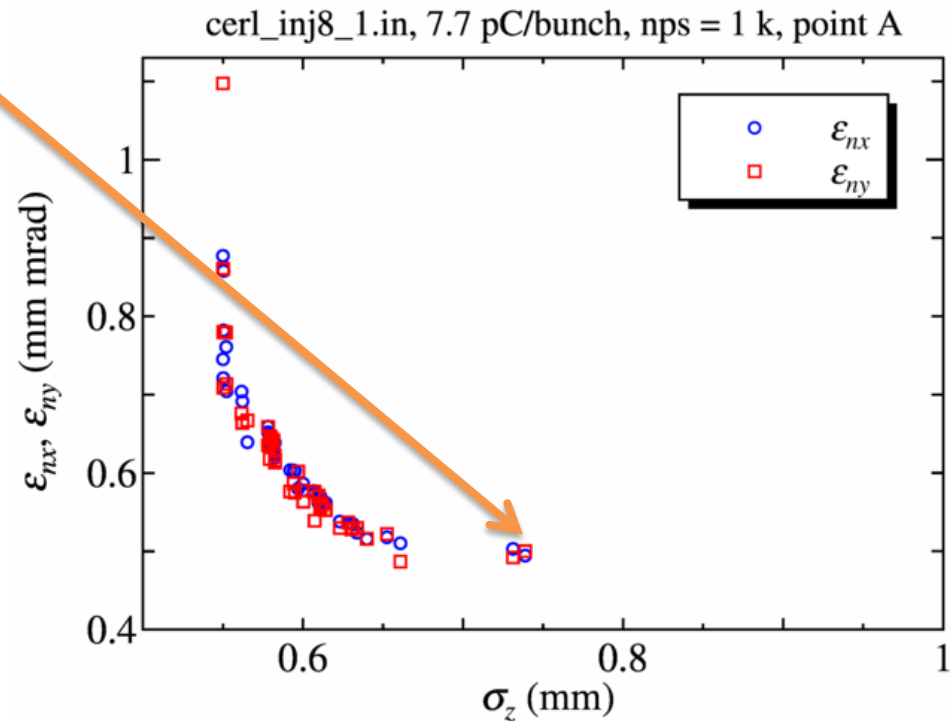 cerl_inj8_1.in, 7.7 pC/bunch, nps = 1 k, point A
εnx
εny
1
0.8
0.6
0.4
εnx, εny (mm mrad)
0.6 0.8 1
σz (mm)